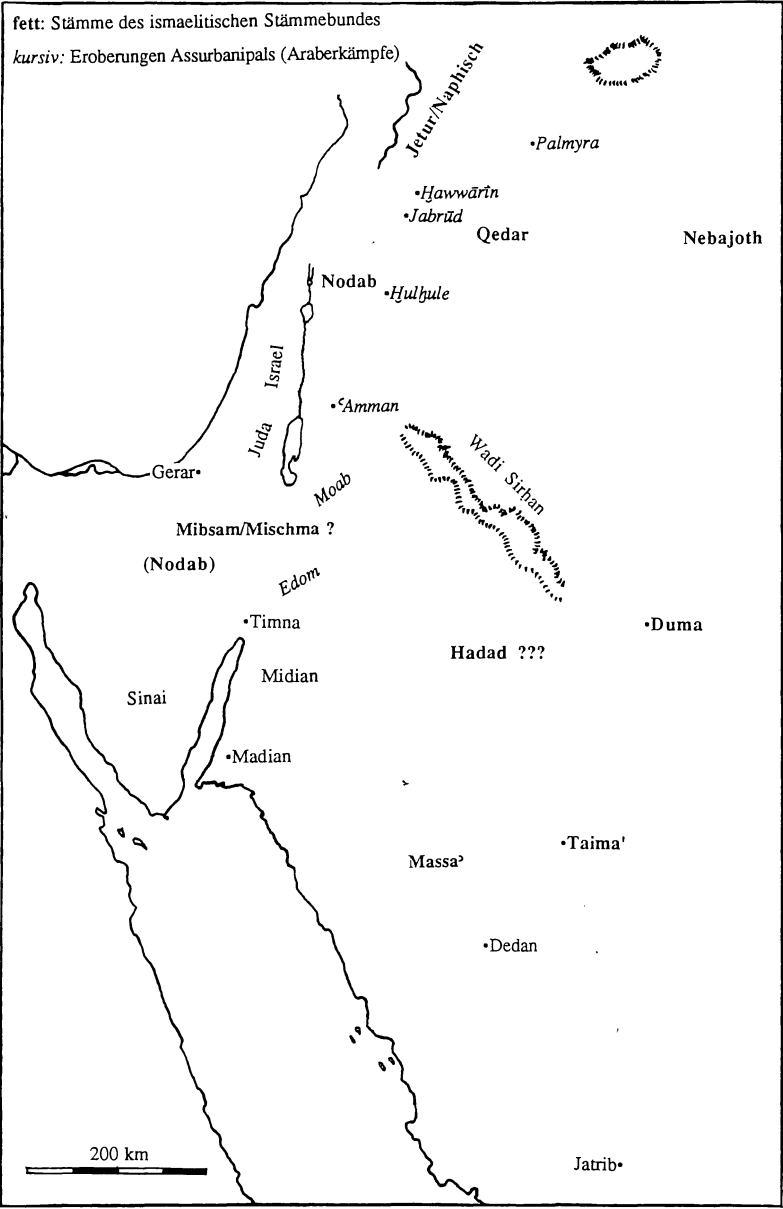 fett: Stämme des ismaelitischen Stämmebundes
kursiv: Eroberungen Assurbanipals (Araberkämpfe)
Jetur/Naphisch
Palmyra
Ḫawwārīn
Jabrūd
Qedar
Nebajoth
Nodab
Ḫulḫule
Israel
ʿAmman
Juda
Wadi Sirḥan
Gerar
Moab
Mibsam/Mischma ?
(Nodab)
Edom
Timna
Duma
Hadad ???
Midian
Sinai
Madian
Taima'
Massaʾ
Dedan
200 km
Jatrib